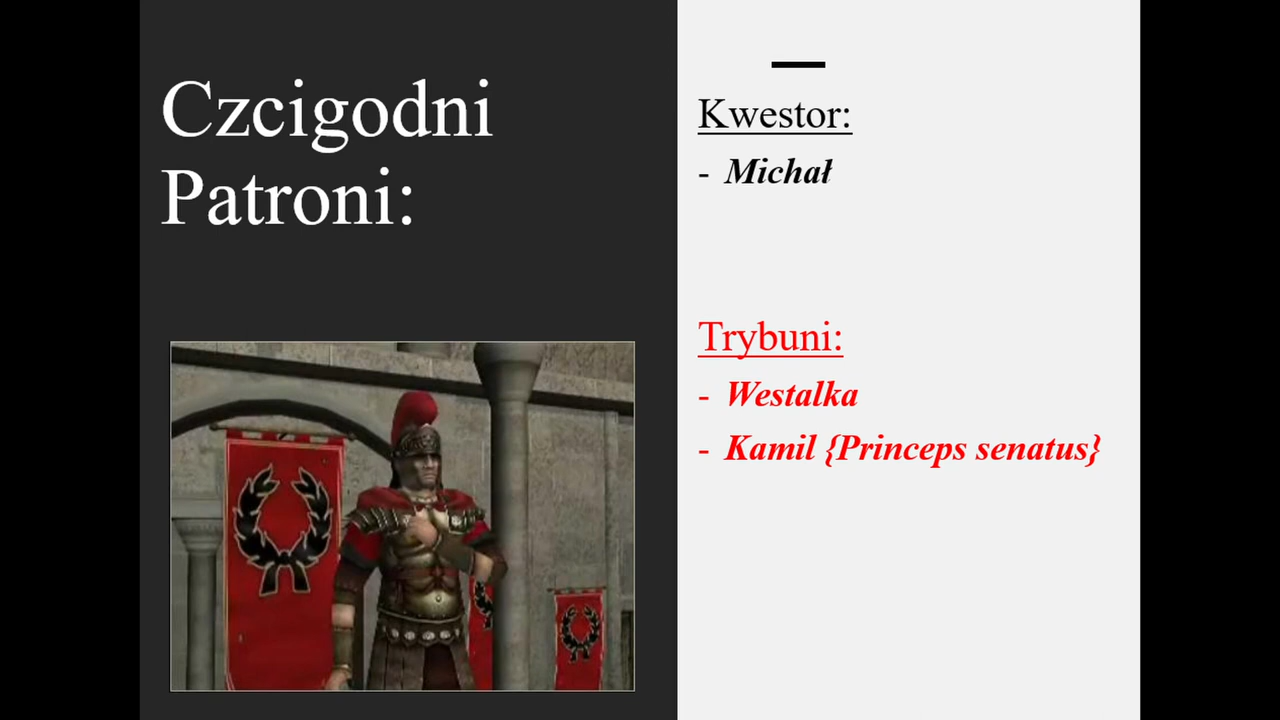 Czcigodni
Patroni:
Kwestor:
- Michał
Trybuni:
- Westalka
- Kamil {Princeps senatus}